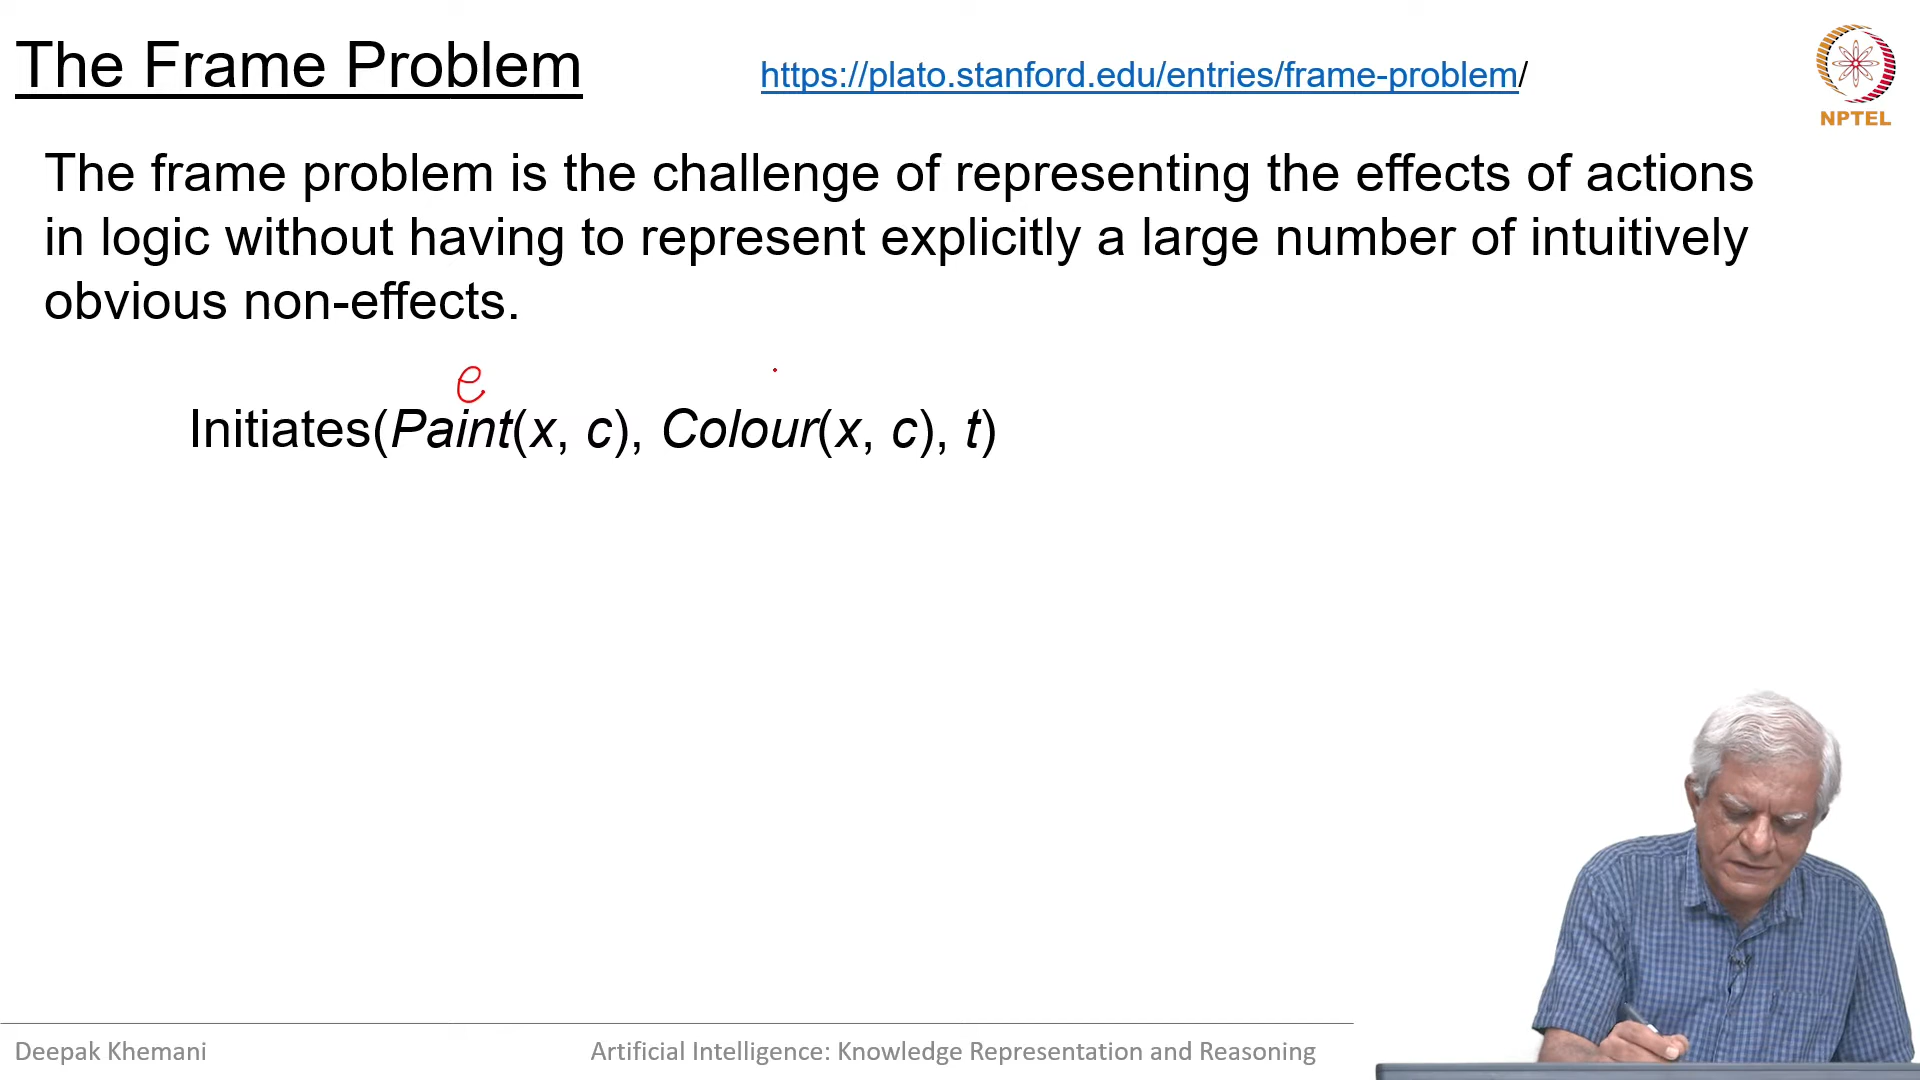 The Frame Problem
https://plato.stanford.edu/entries/frame-problem/
NPTEL
The frame problem is the challenge of representing the effects of actions
in logic without having to represent explicitly a large number of intuitively
obvious non-effects.
e
Initiates(Paint(x, c), Colour(x, c), t)
Deepak Khemani
Artificial Intelligence: Knowledge Representation and Reasoning